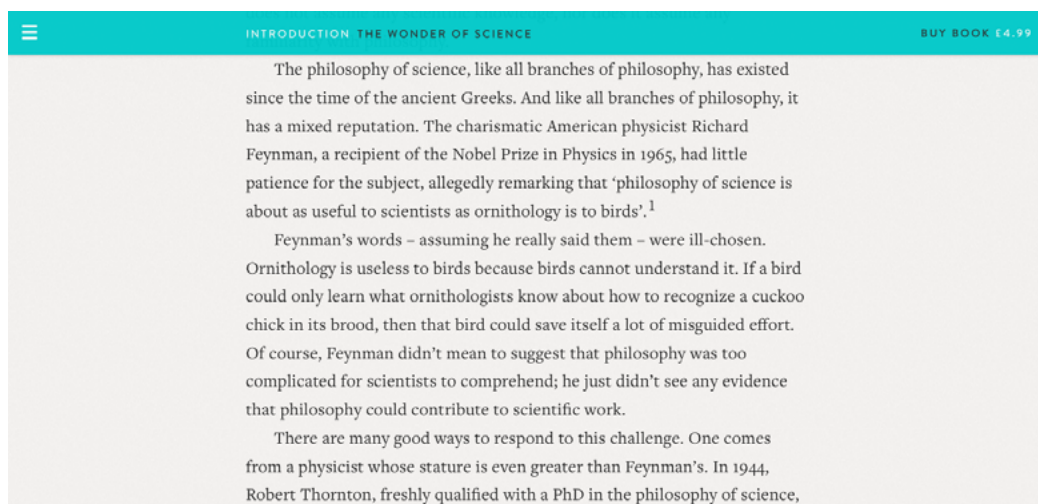 INTRODUCTION THE WONDER OF SCIENCE
BUY BOOK £4.99
The philosophy of science, like all branches of philosophy, has existed
since the time of the ancient Greeks. And like all branches of philosophy, it
has a mixed reputation. The charismatic American physicist Richard
Feynman, a recipient of the Nobel Prize in Physics in 1965, had little
patience for the subject, allegedly remarking that ‘philosophy of science is
about as useful to scientists as ornithology is to birds’.1
Feynman’s words – assuming he really said them – were ill-chosen.
Ornithology is useless to birds because birds cannot understand it. If a bird
could only learn what ornithologists know about how to recognize a cuckoo
chick in its brood, then that bird could save itself a lot of misguided effort.
Of course, Feynman didn’t mean to suggest that philosophy was too
complicated for scientists to comprehend; he just didn’t see any evidence
that philosophy could contribute to scientific work.
There are many good ways to respond to this challenge. One comes
from a physicist whose stature is even greater than Feynman’s. In 1944,
Robert Thornton, freshly qualified with a PhD in the philosophy of science,